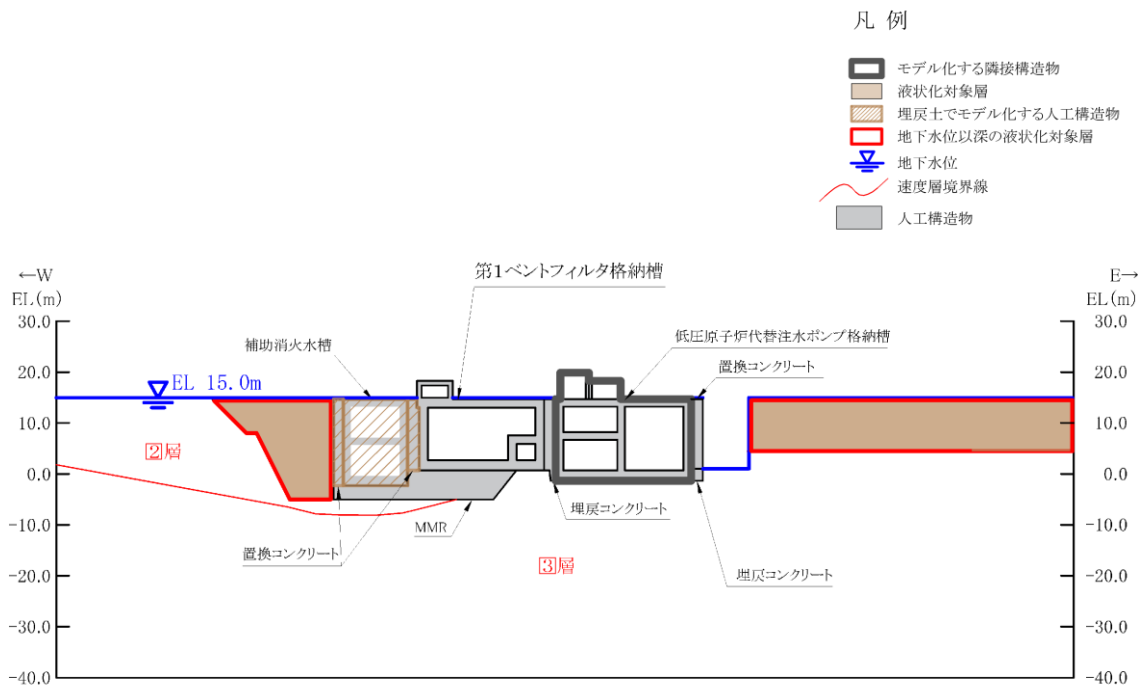 凡 例
モデル化する隣接構造物
液状化対象層
埋戻土でモデル化する人工構造物
地下水位以深の液状化対象層
地下水位
速度層境界線
人工構造物
←W
EL(m)
E→
EL(m)
第1ベントフィルタ格納槽
補助消火水槽
低圧原子炉代替注水ポンプ格納槽
置換コンクリート
EL 15.0m
②層
埋戻コンクリート
MMR
置換コンクリート
③層
埋戻コンクリート
30.0
20.0
10.0
0.0
-10.0
-20.0
-30.0
-40.0
30.0
20.0
10.0
0.0
-10.0
-20.0
-30.0
-40.0